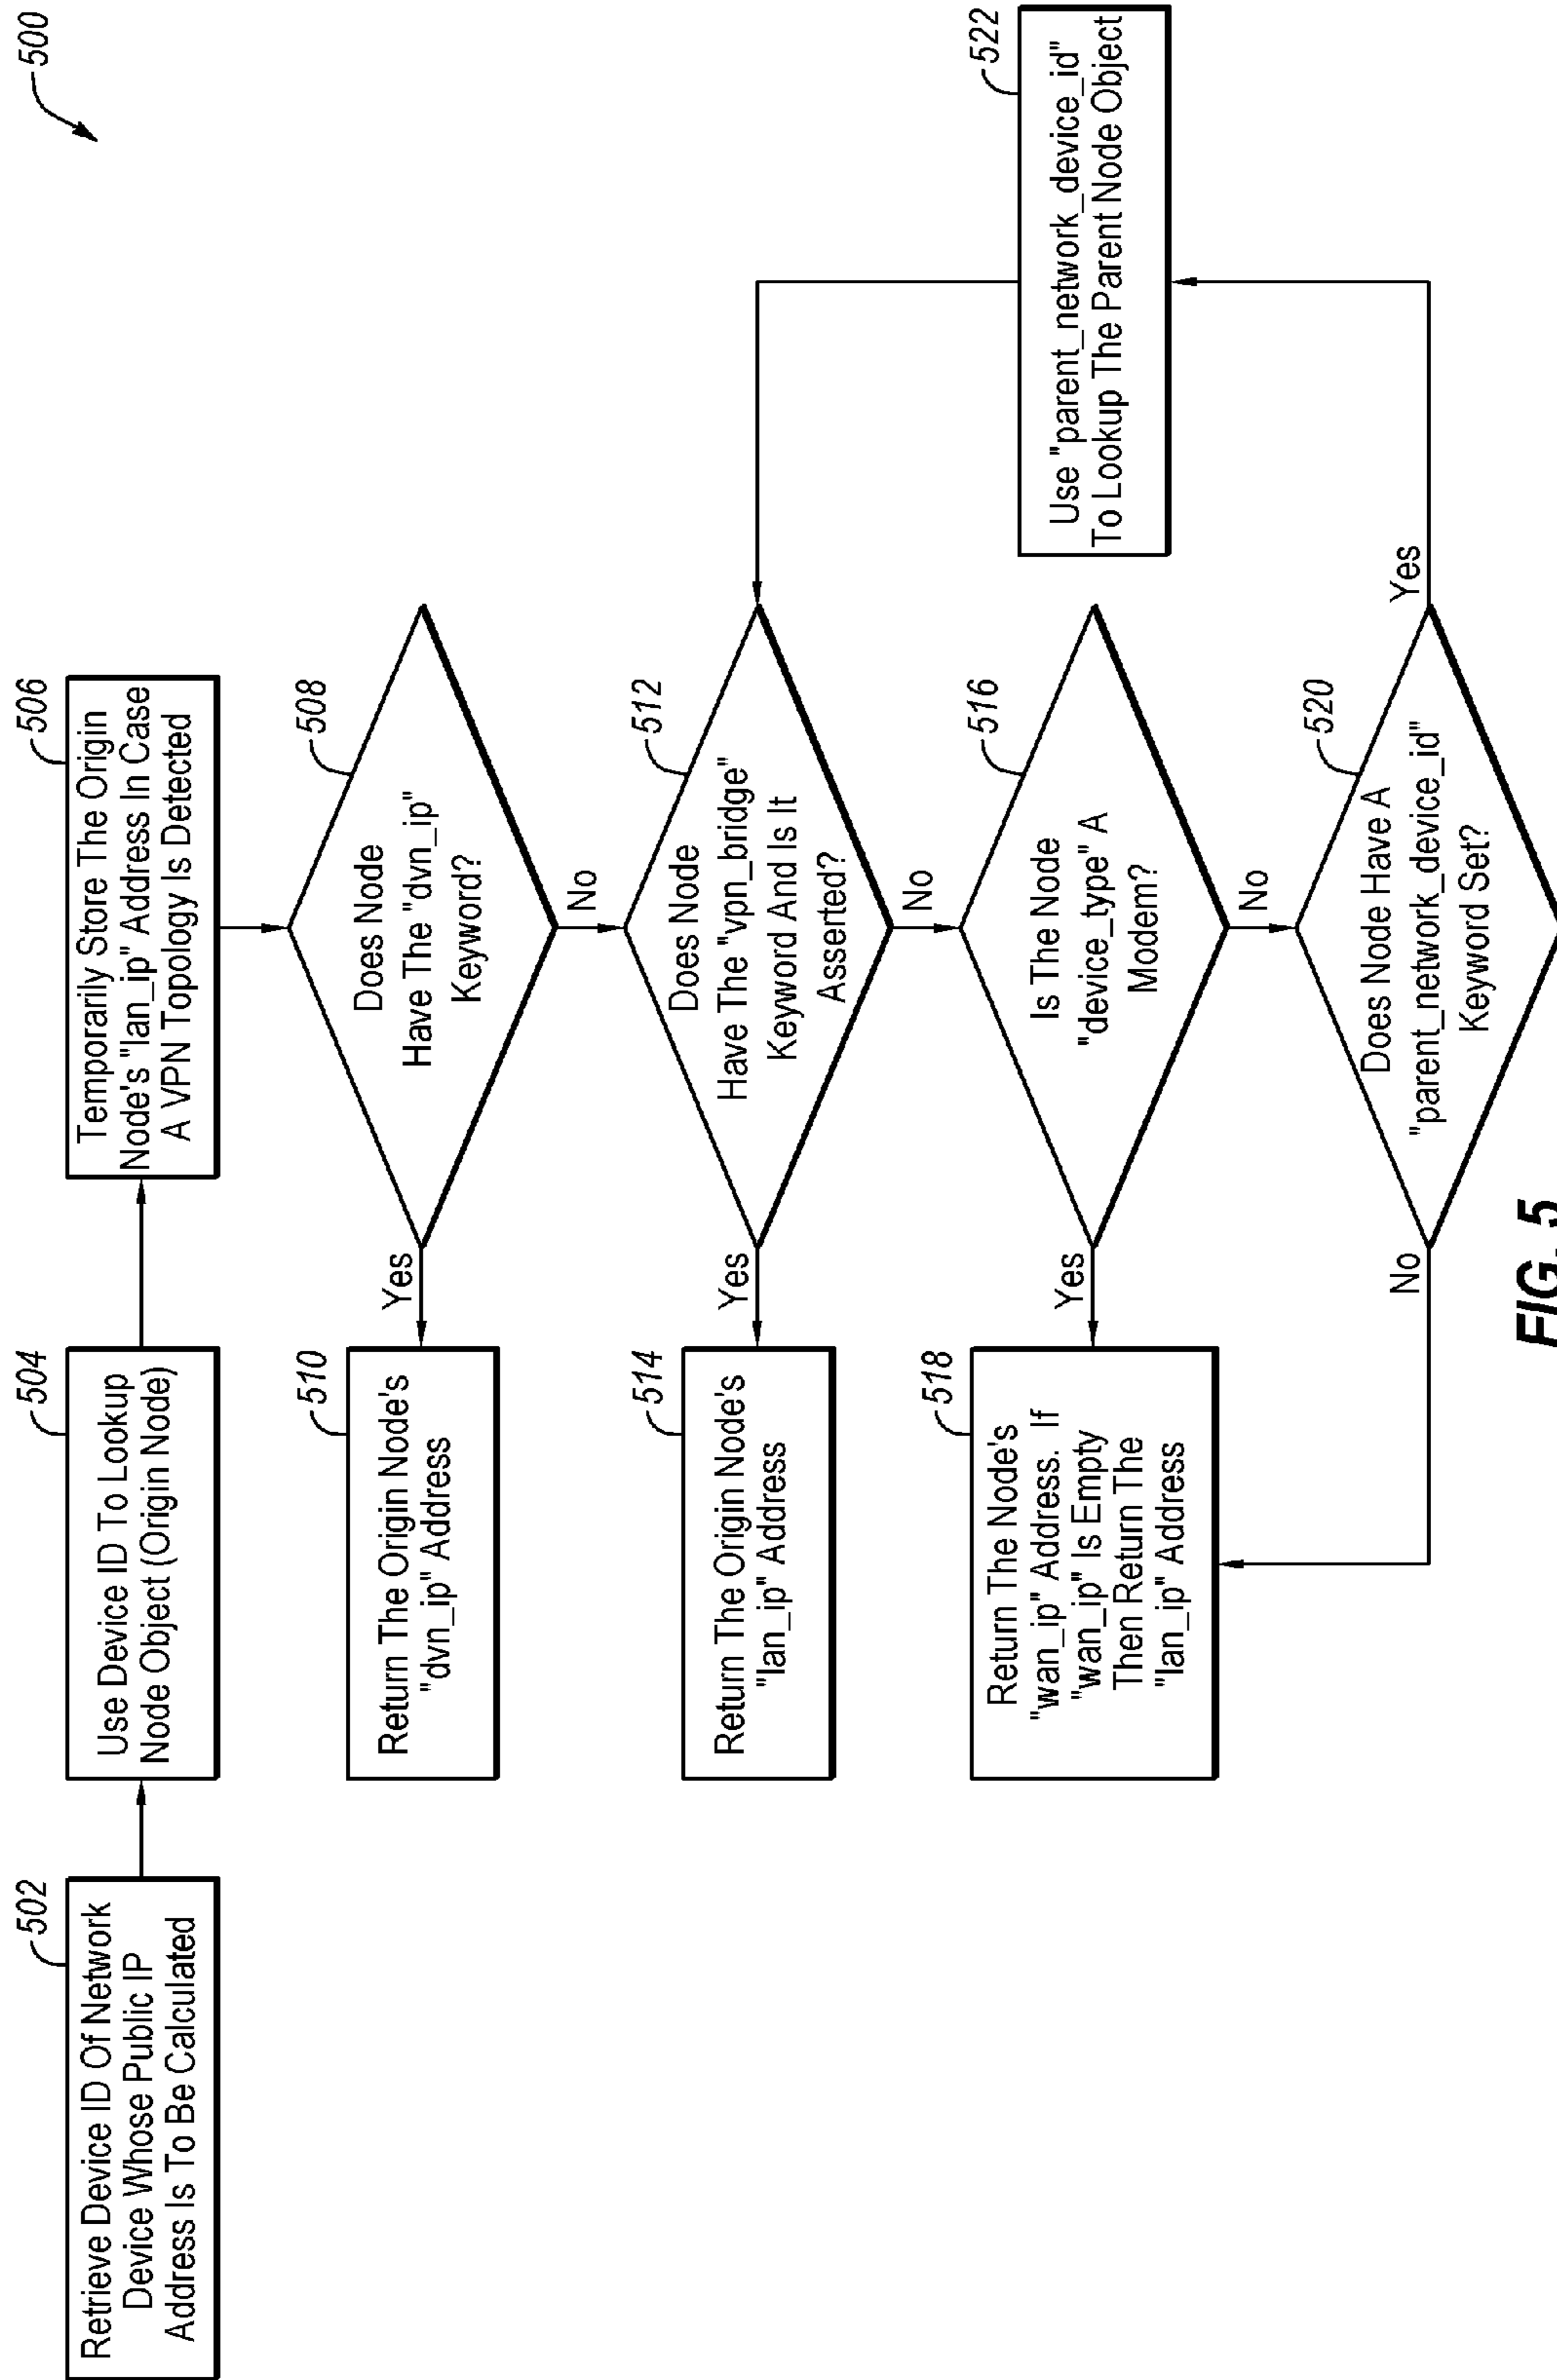 500
502
Retrieve Device ID Of Network
Device Whose Public IP
Address Is To Be Calculated
504
Use Device ID To Lookup
Node Object (Origin Node)
506
Temporarily Store The Origin
Node's "lan_ip" Address In Case
A VPN Topology Is Detected
508
Does Node
Have The "dvn_ip"
Keyword?
Yes
No
510
Return The Origin Node's
"dvn_ip" Address
512
Does Node
Have The "vpn_bridge"
Keyword And Is It
Asserted?
Yes
No
514
Return The Origin Node's
"lan_ip" Address
516
Is The Node
"device_type" A
Modem?
Yes
No
518
Return The Node's
"wan_ip" Address. If
"wan_ip" Is Empty
Then Return The
"lan_ip" Address
520
Does Node Have A
"parent_network_device_id"
Keyword Set?
No
Yes
522
Use "parent_network_device_id"
To Lookup The Parent Node Object
FIG. 5